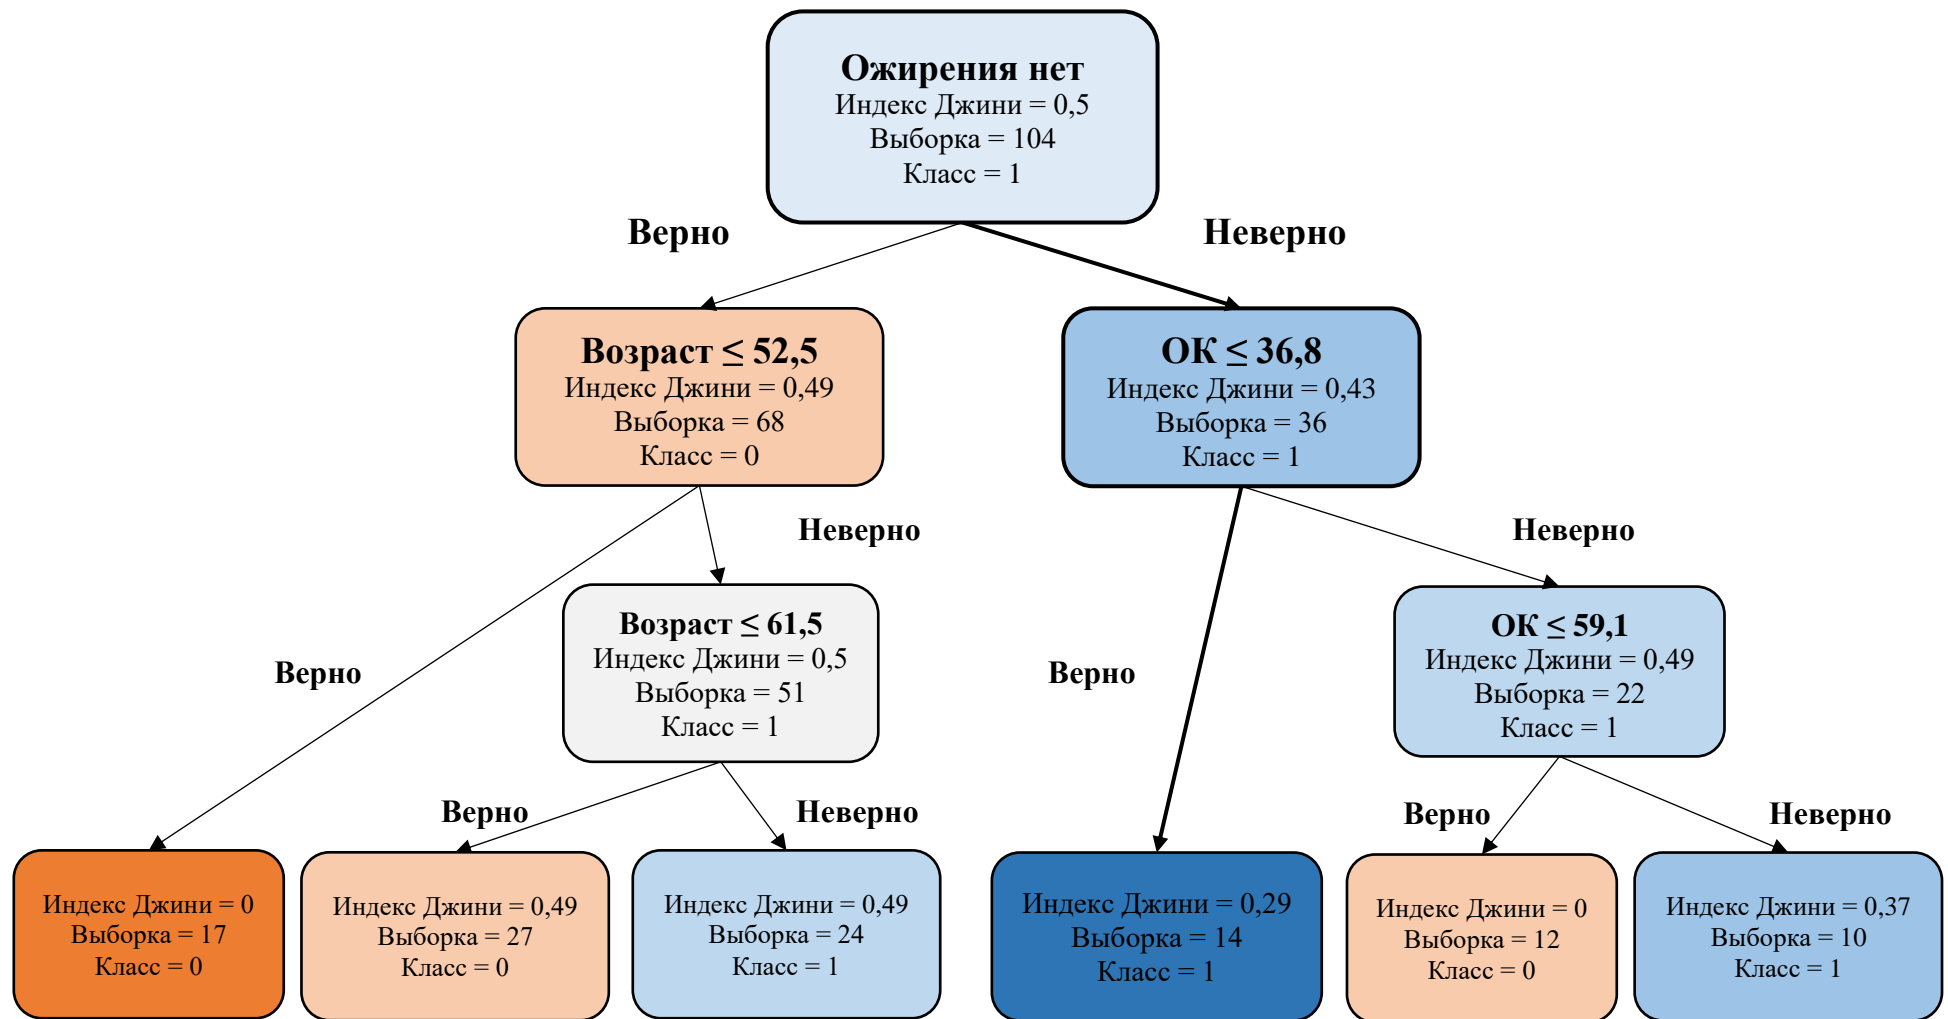 Ожирения нет
Индекс Джини = 0,5
Выборка = 104
Класс = 1
Верно
Неверно
Возраст ≤ 52,5
Индекс Джини = 0,49
Выборка = 68
Класс = 0
ОК ≤ 36,8
Индекс Джини = 0,43
Выборка = 36
Класс = 1
Неверно
Неверно
Возраст ≤ 61,5
Индекс Джини = 0,5
Выборка = 51
Класс = 1
ОК ≤ 59,1
Индекс Джини = 0,49
Выборка = 22
Класс = 1
Верно
Верно
Верно
Неверно
Верно
Неверно
Индекс Джини = 0
Выборка = 17
Класс = 0
Индекс Джини = 0,49
Выборка = 27
Класс = 0
Индекс Джини = 0,49
Выборка = 24
Класс = 1
Индекс Джини = 0,29
Выборка = 14
Класс = 1
Индекс Джини = 0
Выборка = 12
Класс = 0
Индекс Джини = 0,37
Выборка = 10
Класс = 1